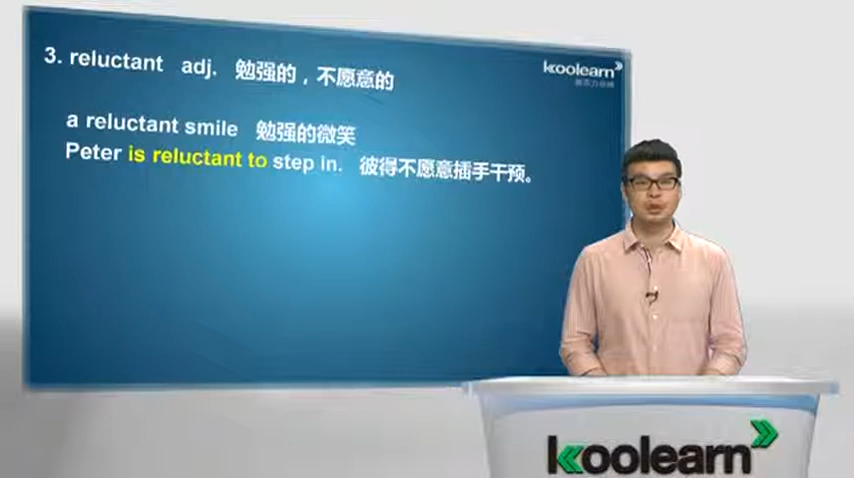 3. reluctant adj. 勉强的，不愿意的
koolearn
a reluctant smile 勉强的微笑
Peter is reluctant to step in. 彼得不愿意插手干预。
koolearn